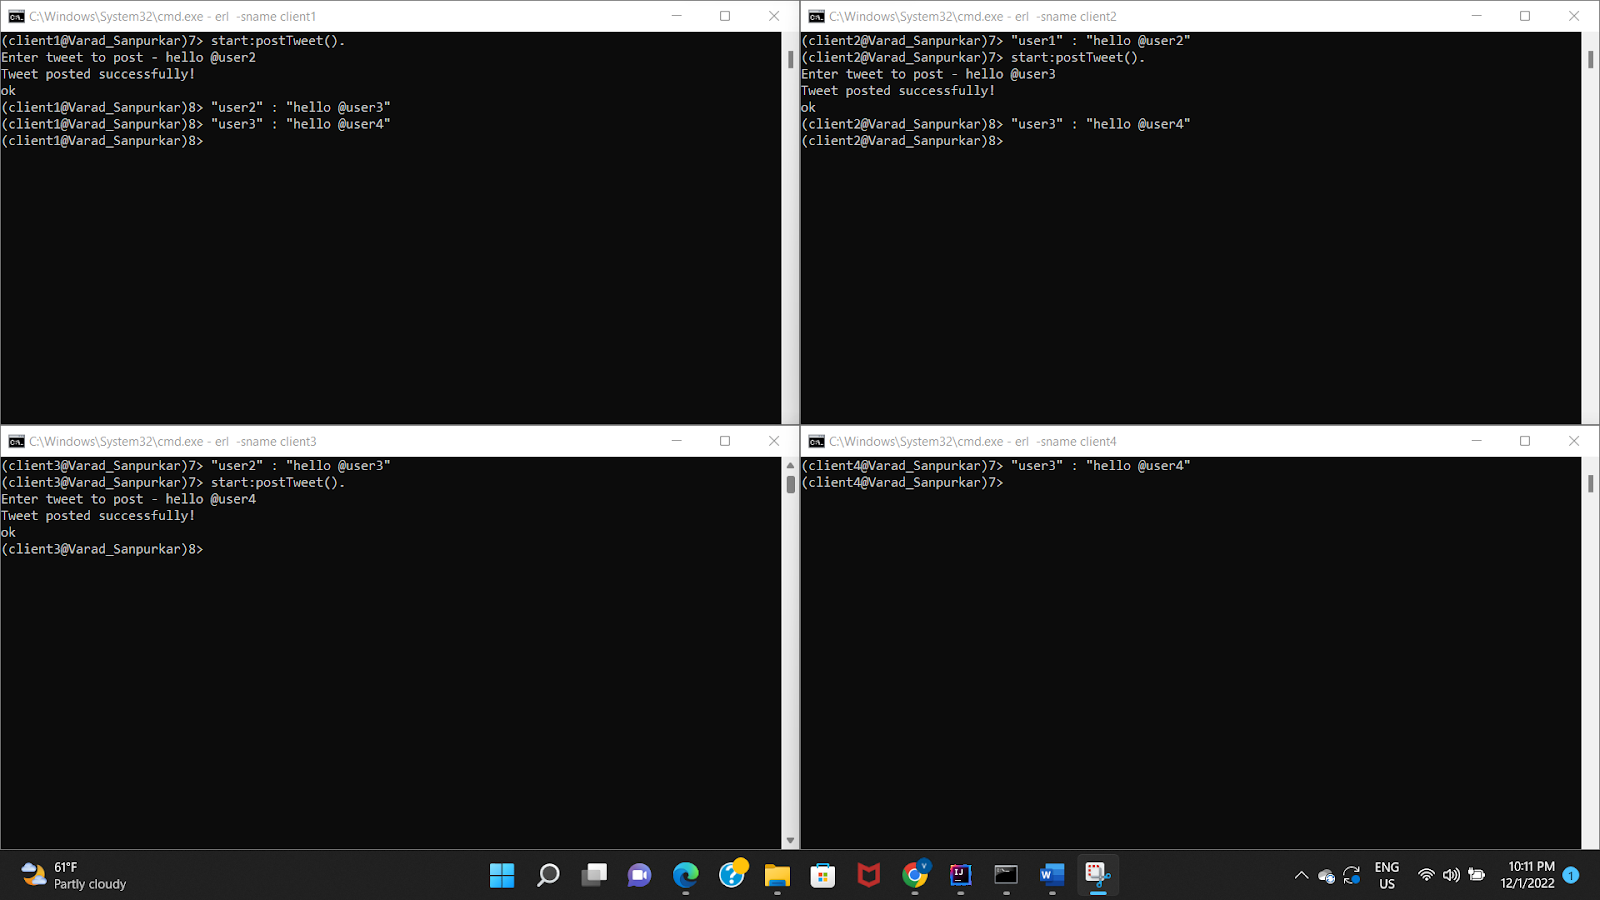 C:\Windows\System32\cmd.exe - erl  -sname client1
(client1@Varad_Sanpurkar)7> start:postTweet().
Enter tweet to post - hello @user2
Tweet posted successfully!
ok
(client1@Varad_Sanpurkar)8> "user2" : "hello @user3"
(client1@Varad_Sanpurkar)8> "user3" : "hello @user4"
(client1@Varad_Sanpurkar)8>
C:\Windows\System32\cmd.exe - erl  -sname client2
(client2@Varad_Sanpurkar)7> "user1" : "hello @user2"
(client2@Varad_Sanpurkar)7> start:postTweet().
Enter tweet to post - hello @user3
Tweet posted successfully!
ok
(client2@Varad_Sanpurkar)8> "user3" : "hello @user4"
(client2@Varad_Sanpurkar)8>
C:\Windows\System32\cmd.exe - erl  -sname client3
(client3@Varad_Sanpurkar)7> "user2" : "hello @user3"
(client3@Varad_Sanpurkar)7> start:postTweet().
Enter tweet to post - hello @user4
Tweet posted successfully!
ok
(client3@Varad_Sanpurkar)8>
C:\Windows\System32\cmd.exe - erl  -sname client4
(client4@Varad_Sanpurkar)7> "user3" : "hello @user4"
(client4@Varad_Sanpurkar)7>
61°F
Partly cloudy
ENG
US
10:11 PM
12/1/2022
1